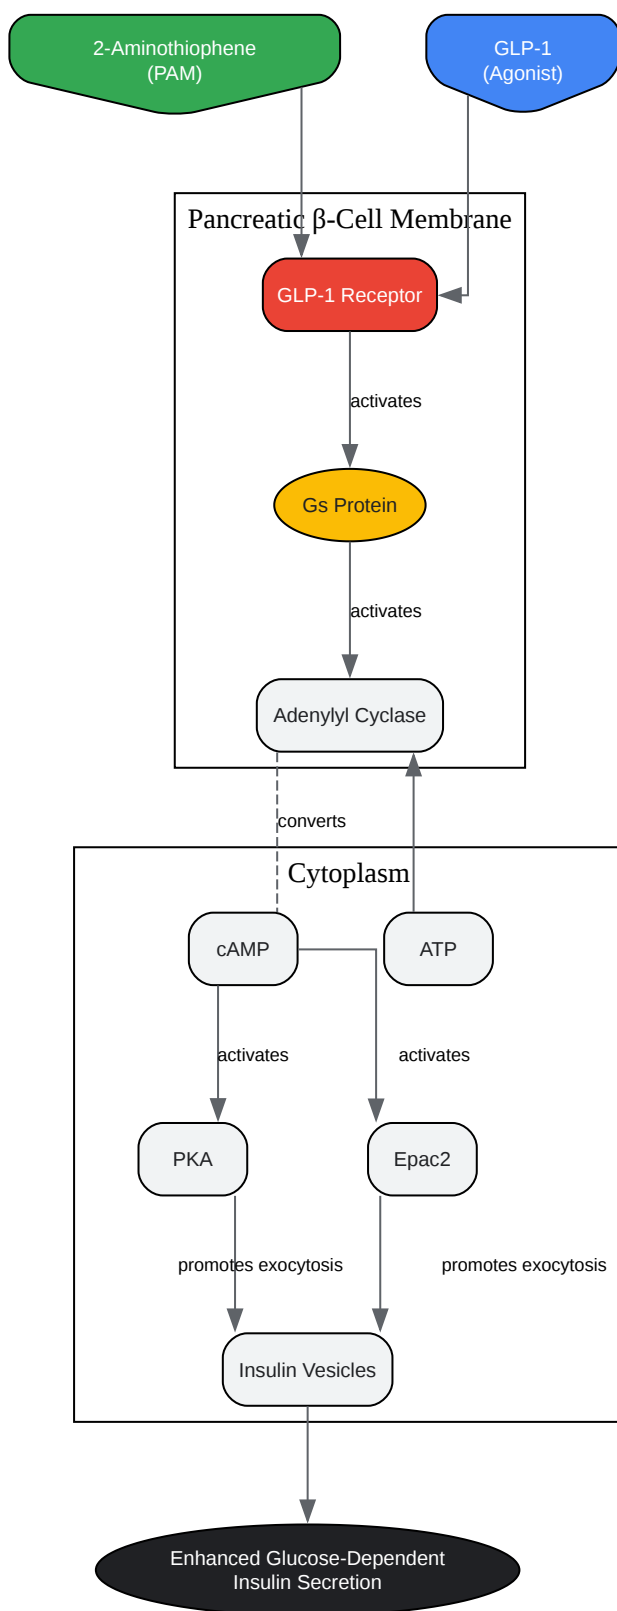 2-Aminothiophene
(PAM)
GLP-1
(Agonist)
Pancreatic β-Cell Membrane
GLP-1 Receptor
activates
Gs Protein
activates
Adenylyl Cyclase
converts
Cytoplasm
cAMP
ATP
activates
activates
PKA
Epac2
promotes exocytosis
promotes exocytosis
Insulin Vesicles
Enhanced Glucose-Dependent
Insulin Secretion